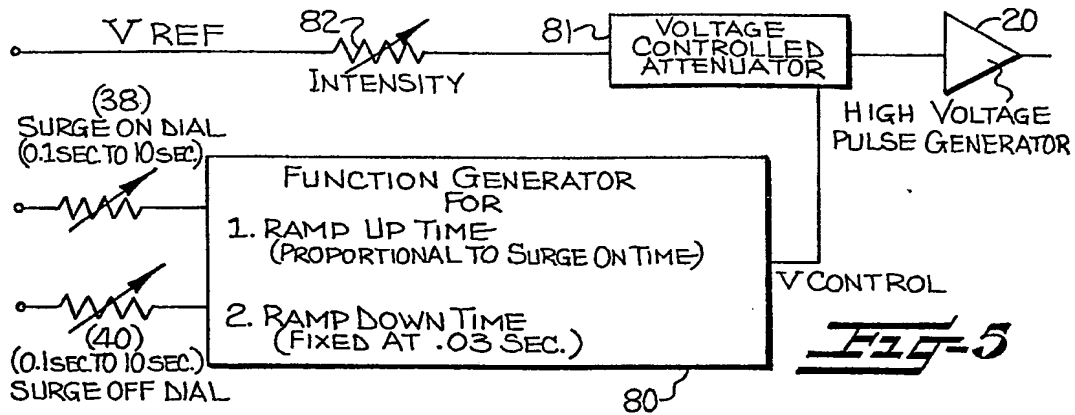 V REF
82
INTENSITY
81
VOLTAGE
CONTROLLED
ATTENUATOR
20
HIGH VOLTAGE
PULSE GENERATOR
(38)
SURGE ON DIAL
(0.1SEC TO 10 SEC.)
FUNCTION GENERATOR
FOR
1. RAMP UP TIME
(PROPORTIONAL TO SURGE ON TIME)
2. RAMP DOWN TIME
(FIXED AT .03 SEC.)
V CONTROL
(40)
(0.1SEC TO 10 SEC.)
SURGE OFF DIAL
80
Fig-5